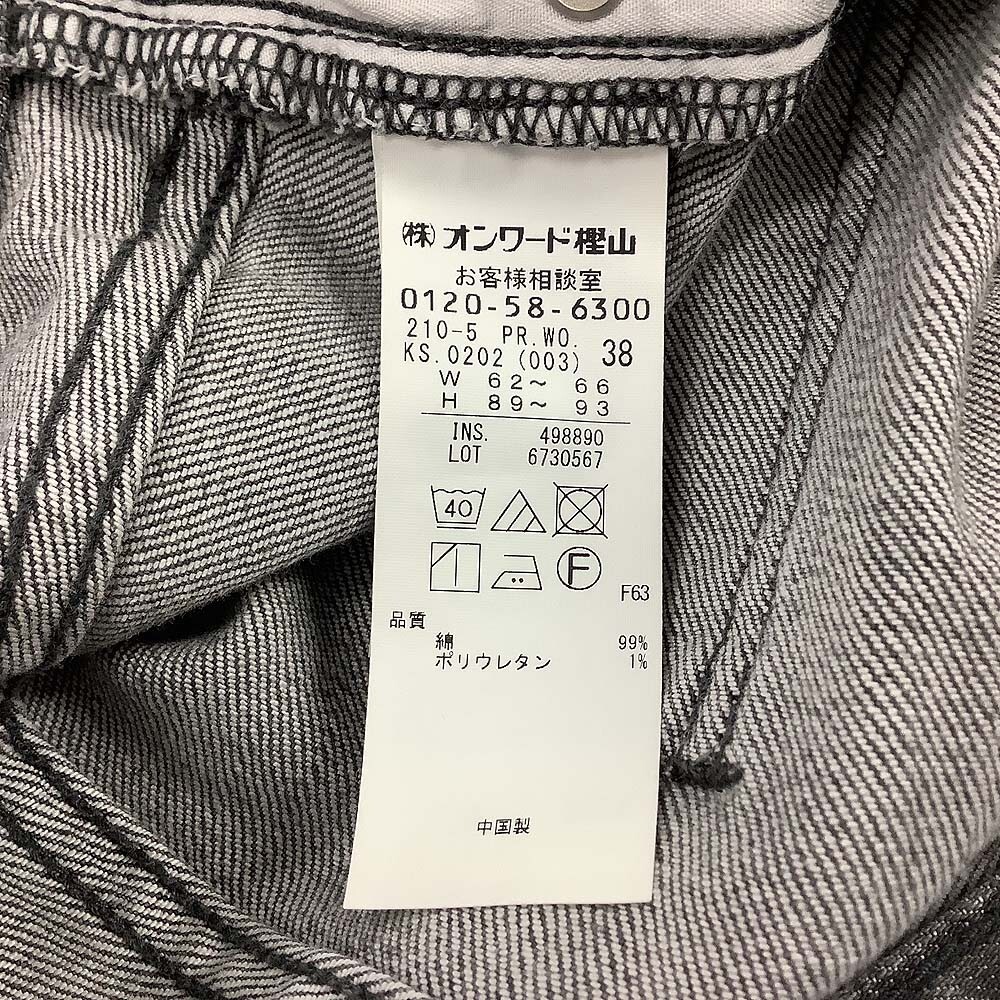 (株)オンワード樫山
お客様相談室
0120-58-6300
210-5 PR.WO.
KS.0202 (003) 38
W 62～ 66
H 89～ 93
INS. 498890
LOT 6730567
40
F
F63
品質
綿 99%
ポリウレタン 1%
中国製